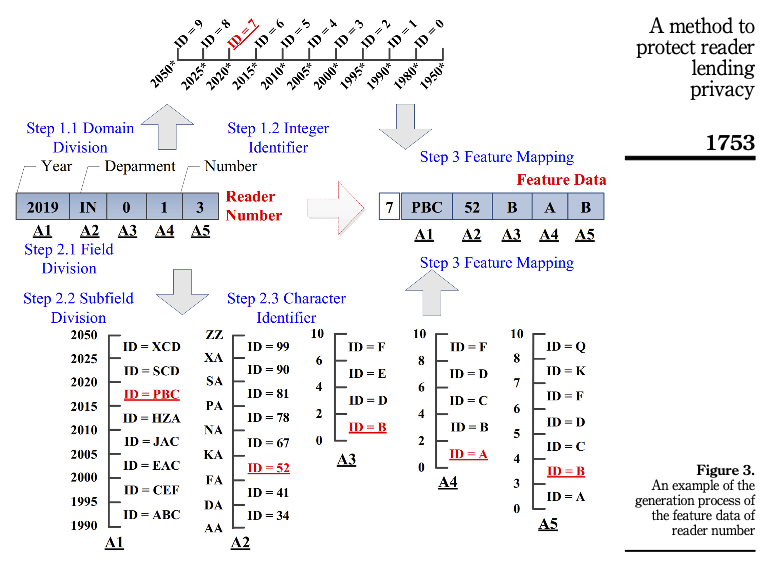 ID = 9
ID = 8
ID = 7
ID = 6
ID = 5
ID = 4
ID = 3
ID = 2
ID = 1
ID = 0
2050*
2025*
2020*
2015*
2010*
2005*
2000*
1995*
1990*
1980*
1950*
A method to
protect reader
lending
privacy
1753
Step 1.1 Domain
Division
Step 1.2 Integer
Identifier
Step 3 Feature Mapping
Year
Deparment
Number
Feature Data
2019 IN 0 1 3
Reader
Number
7 PBC 52 B A B
A1 A2 A3 A4 A5
A1 A2 A3 A4 A5
Step 2.1 Field
Division
Step 3 Feature Mapping
Step 2.2 Subfield
Division
Step 2.3 Character
Identifier
2050
ID = XCD
2025
ID = SCD
2020
ID = PBC
2015
ID = HZA
2010
ID = JAC
2005
ID = EAC
2000
ID = CEF
1995
ID = ABC
1990
A1
ZZ
ID = 99
XA
ID = 90
SA
ID = 81
PA
ID = 78
NA
ID = 67
KA
ID = 52
FA
ID = 41
DA
ID = 34
AA
A2
10
ID = F
6
ID = E
4
ID = D
2
ID = B
0
A3
10
ID = F
8
ID = D
6
ID = C
4
ID = B
2
ID = A
0
A4
10
ID = Q
8
ID = K
7
ID = F
6
ID = D
5
ID = C
4
ID = B
3
ID = A
0
A5
Figure 3.
An example of the
generation process of
the feature data of
reader number